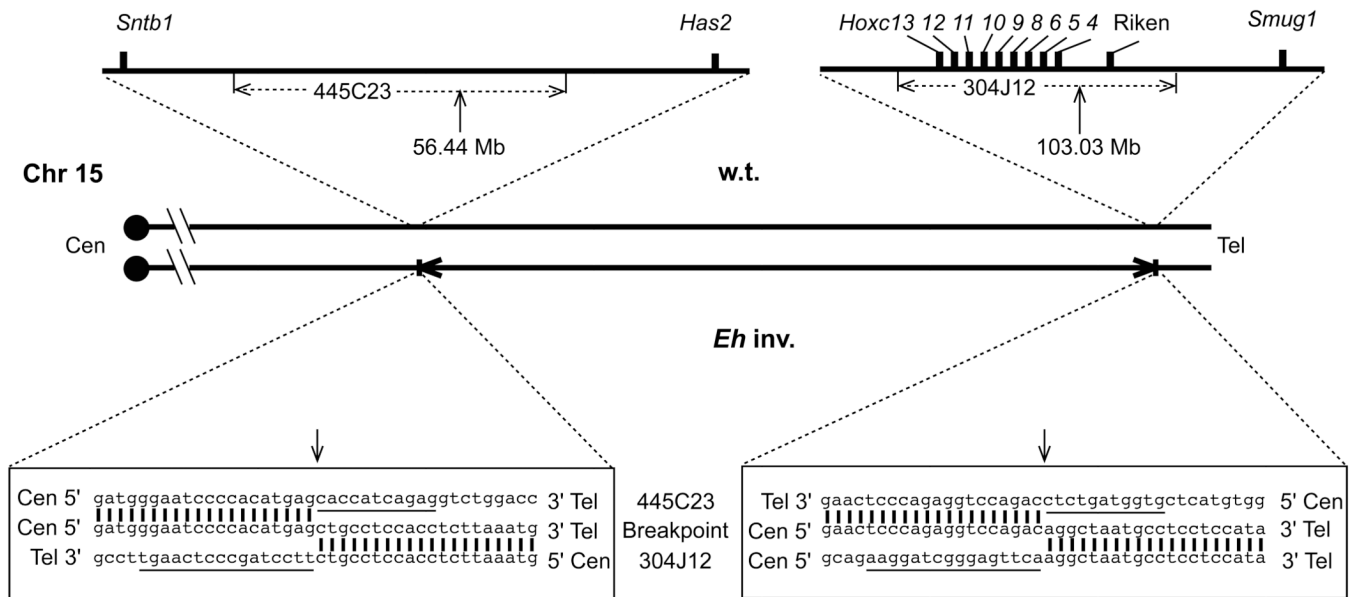 Sntb1 Has2 Hoxc13 12 11 10 9 8 6 5 4 Riken Smug1
445C23 304J12
56.44 Mb 103.03 Mb
Chr 15 w.t.
Cen Tel
Eh inv.
Cen 5' gatgggaatccccacatgagcaccatcagaggtctggacc 3' Tel 445C23 Tel 3' gaactcccagaggtccagacctctgatggtgctcatgtgg 5' Cen
Cen 5' gatgggaatccccacatgagctgcctccacctcttaaatg 3' Tel Breakpoint Cen 5' gaactcccagaggtccagacaggctaatgcctcctccata 3' Tel
Tel 3' gccttgaactcccgatccttctgcctccacctcttaaatg 5' Cen 304J12 Cen 5' gcagaaggatcgggagttcaaggctaatgcctcctccata 3' Tel